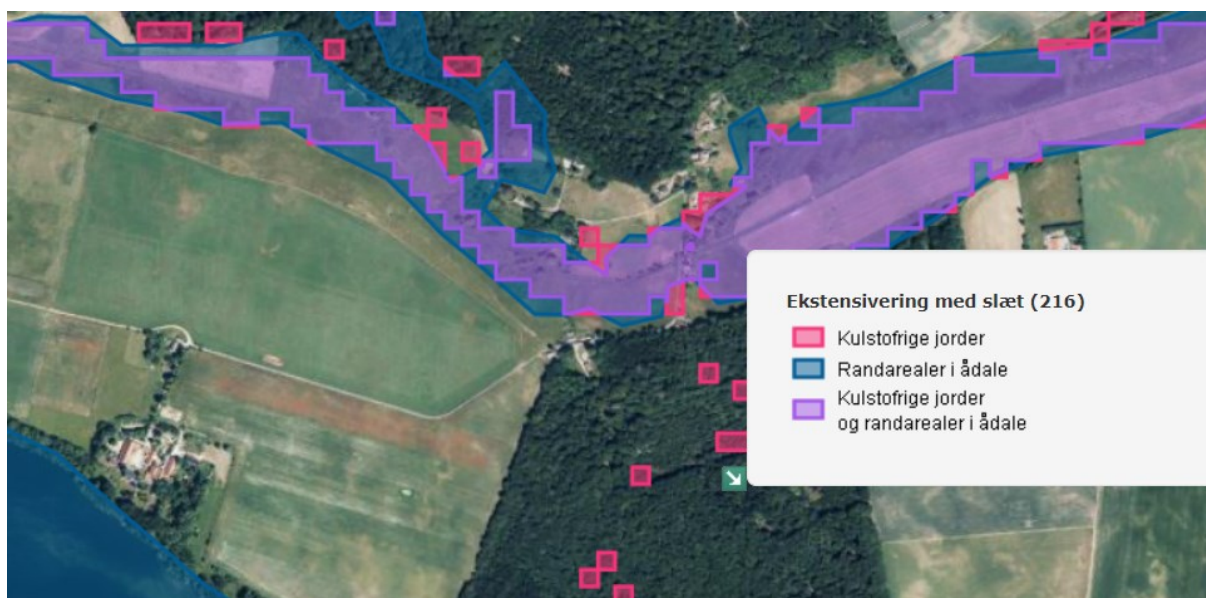 Ekstensivering med slæt (216)
Kulstofrige jorder
Randarealer i ådale
Kulstofrige jorder
og randarealer i ådale